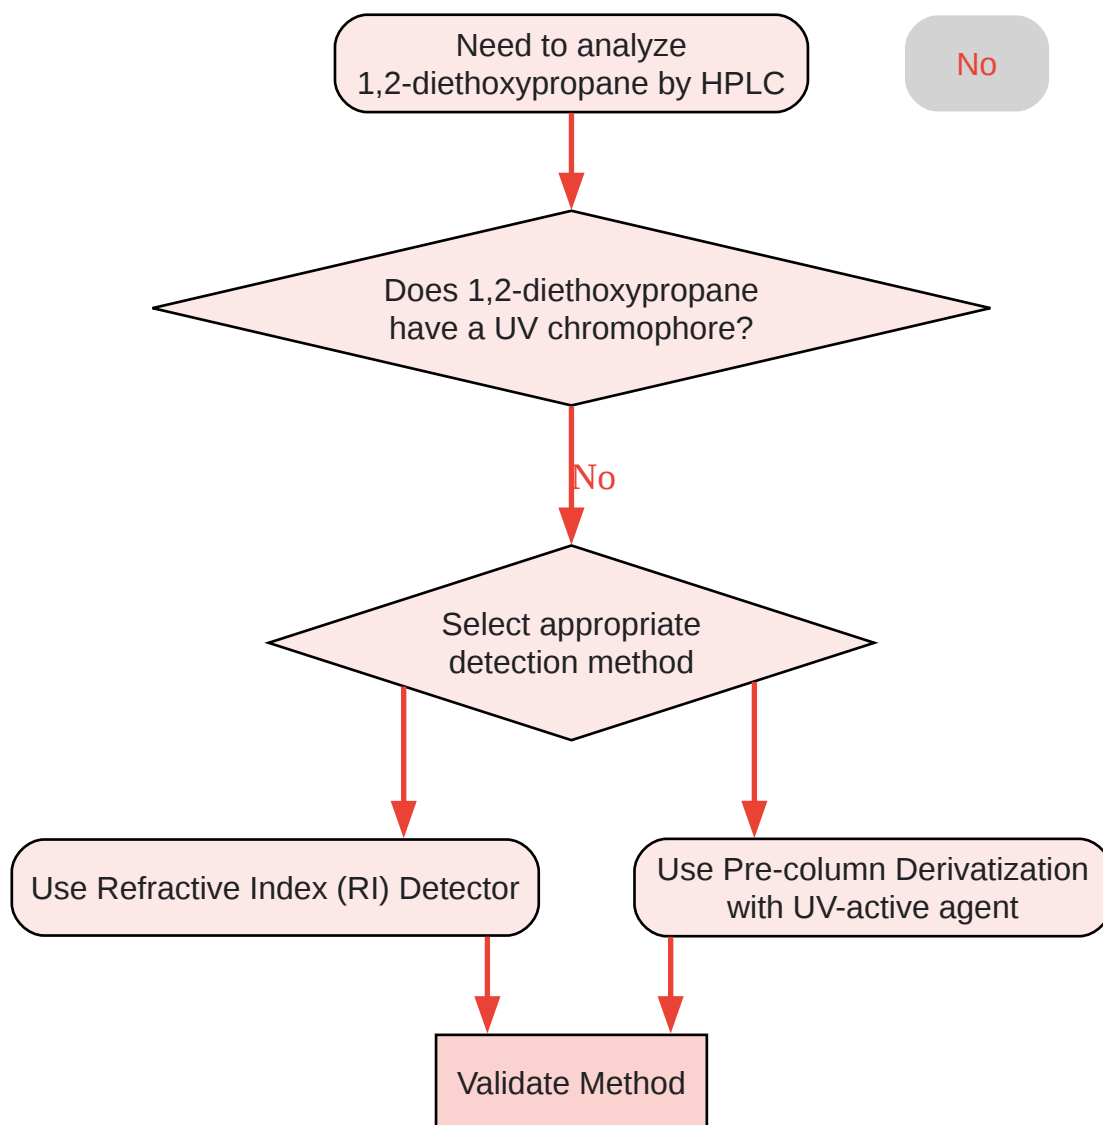 Need to analyze
1,2-diethoxypropane by HPLC
No
Does 1,2-diethoxypropane
have a UV chromophore?
No
Select appropriate
detection method
Use Refractive Index (RI) Detector
Use Pre-column Derivatization
with UV-active agent
Validate Method